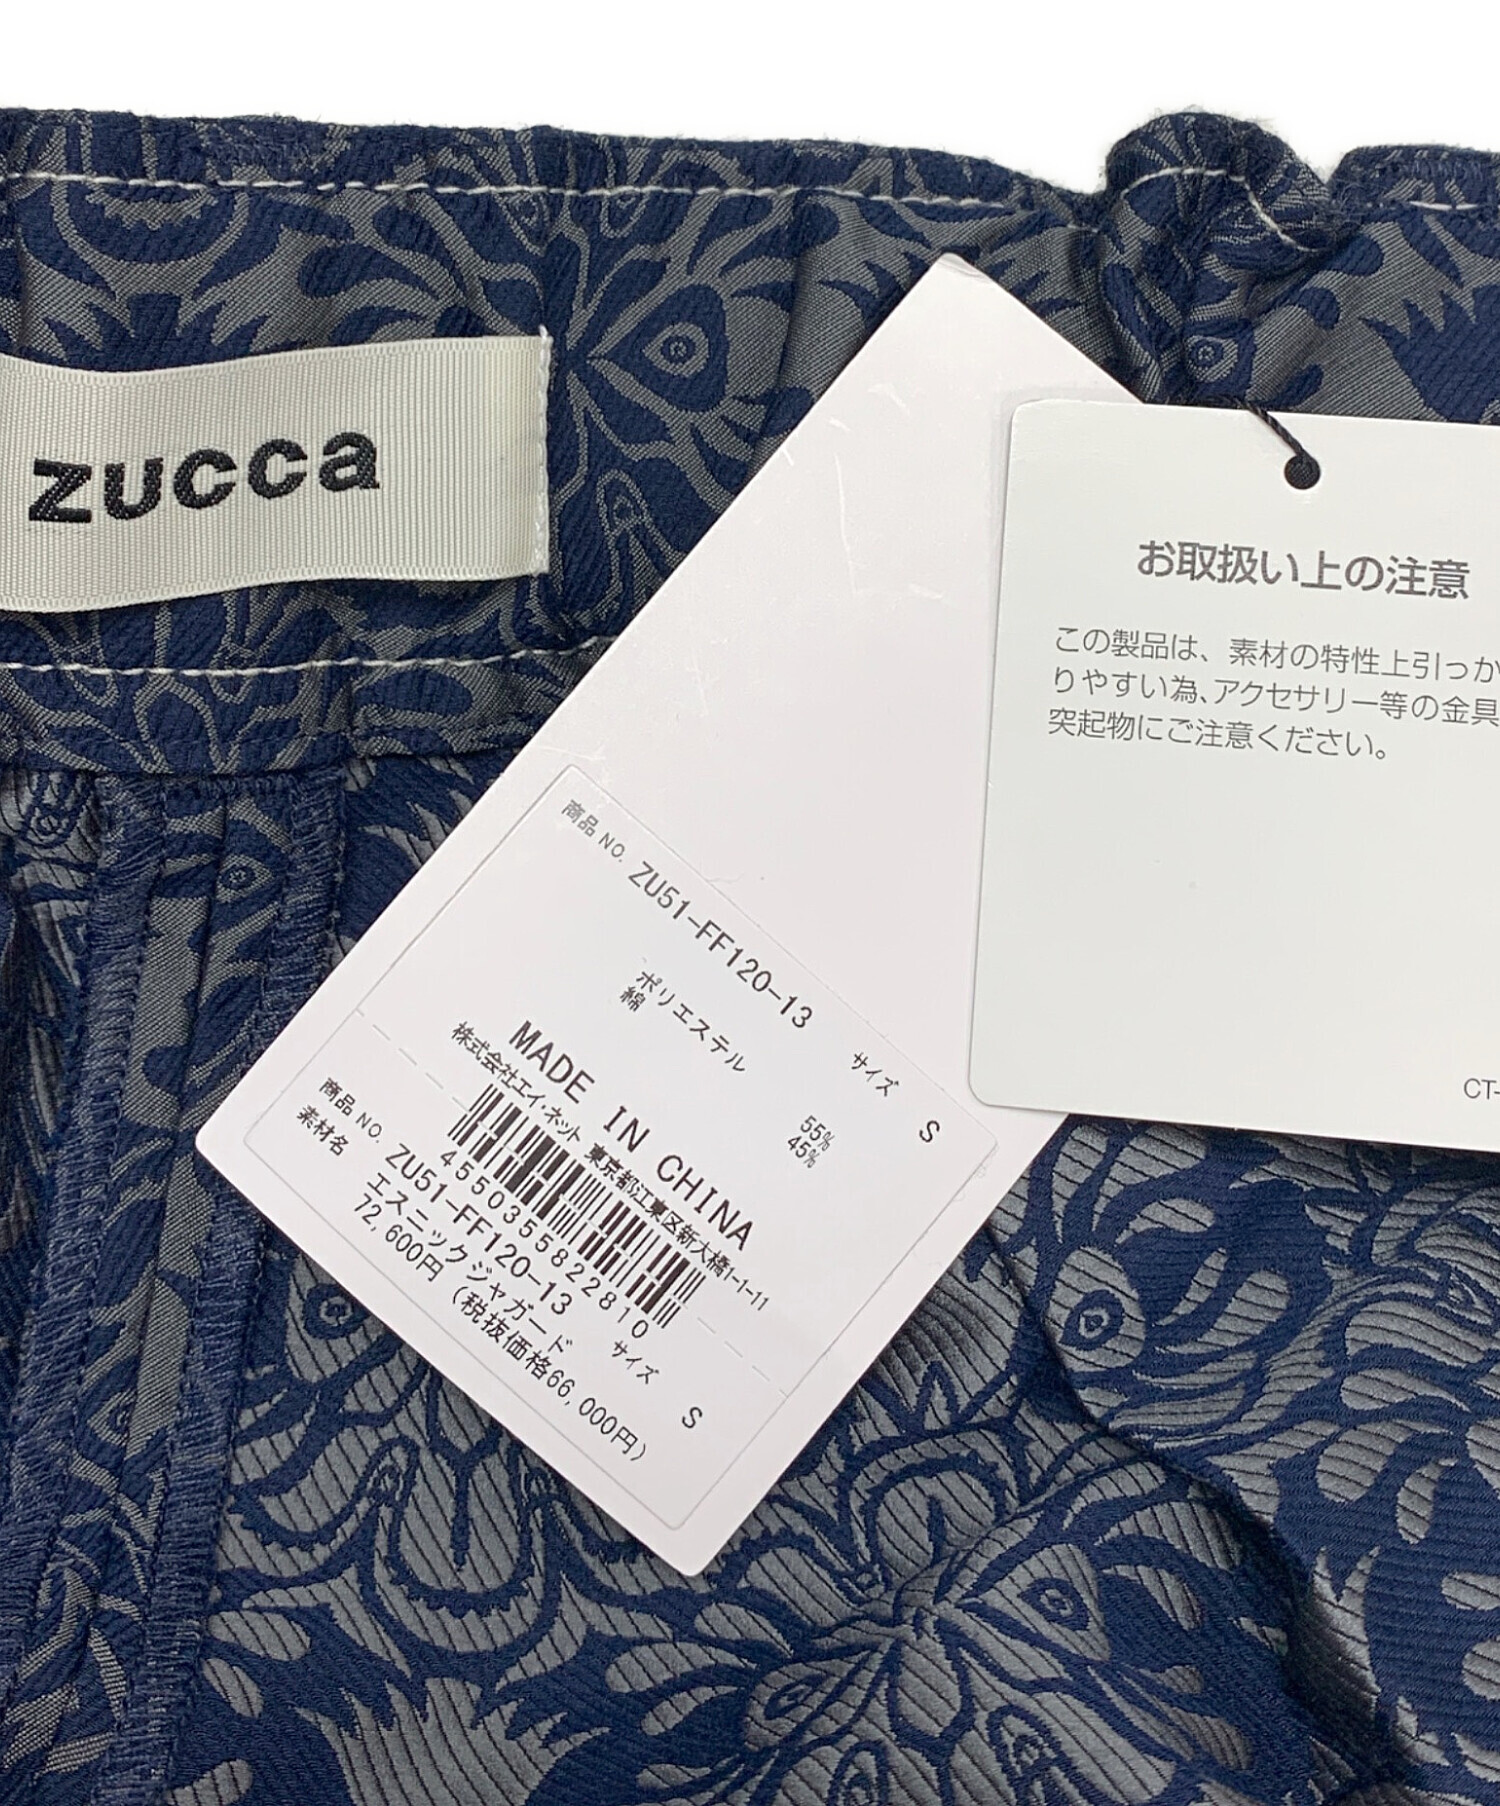 zucca
お取扱い上の注意
この製品は、素材の特性上引っか
りやすい為、アクセサリー等の金具
突起物にご注意ください。
CT-
商品 NO. ZU51-FF120-13 サイズ S
ポリエステル 55%
綿 45%
MADE IN CHINA
株式会社エイ・ネット 東京都江東区新大橋1-1-11
4550355822810
商品 NO. ZU51-FF120-13 サイズ S
素材名 エスニックジャガード
72,600円 (税抜価格66,000円)